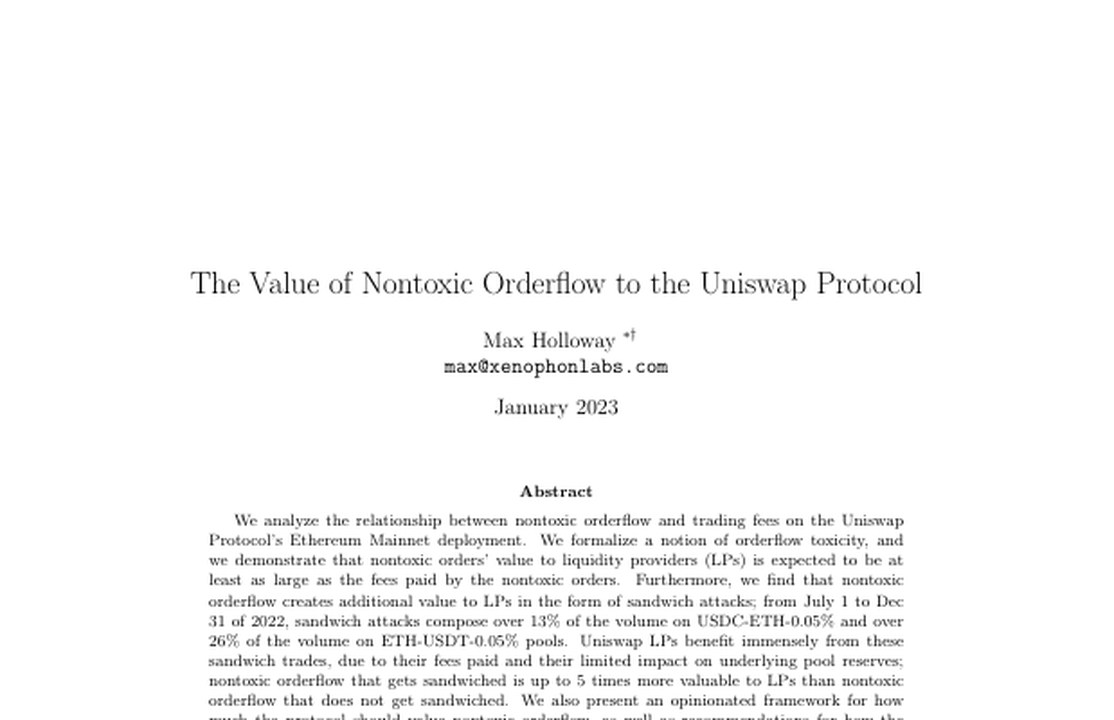 The Value of Nontoxic Orderflow to the Uniswap Protocol
Max Holloway *†
max@xenophonlabs.com
January 2023
Abstract
We analyze the relationship between nontoxic orderflow and trading fees on the Uniswap
Protocol's Ethereum Mainnet deployment. We formalize a notion of orderflow toxicity, and
we demonstrate that nontoxic orders' value to liquidity providers (LPs) is expected to be at
least as large as the fees paid by the nontoxic orders. Furthermore, we find that nontoxic
orderflow creates additional value to LPs in the form of sandwich attacks; from July 1 to Dec
31 of 2022, sandwich attacks compose over 13% of the volume on USDC-ETH-0.05% and over
26% of the volume on ETH-USDT-0.05% pools. Uniswap LPs benefit immensely from these
sandwich trades, due to their fees paid and their limited impact on underlying pool reserves;
nontoxic orderflow that gets sandwiched is up to 5 times more valuable to LPs than nontoxic
orderflow that does not get sandwiched. We also present an opinionated framework for how